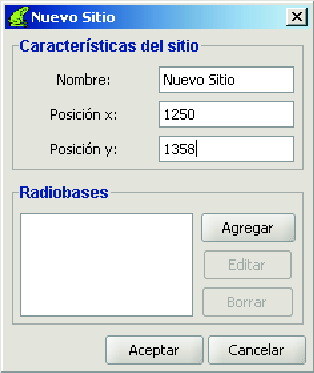 Nuevo Sitio
Características del sitio
Nombre: Nuevo Sitio
Posición x: 1250
Posición y: 1358
Radiobases
Agregar
Editar
Borrar
Aceptar Cancelar